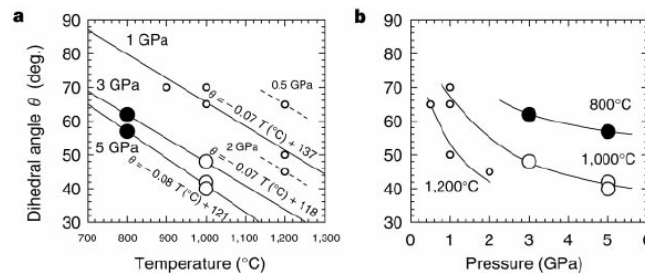 a
Dihedral angle θ (deg.)
90
80
70
60
50
40
30
1 GPa
3 GPa
5 GPa
0.5 GPa
2 GPa
θ = −0.07 T (°C) + 137
θ = −0.07 T (°C) + 118
θ = −0.08 T (°C) + 121
700 800 900 1,000 1,100 1,200 1,300
Temperature (°C)
b
90
80
70
60
50
40
30
800°C
1,000°C
1,200°C
0 1 2 3 4 5 6
Pressure (GPa)